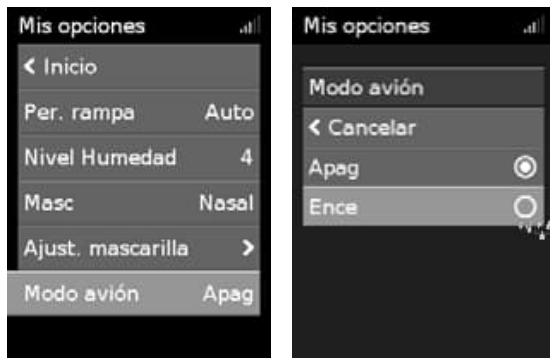 Mis opciones
Inicio
Per. rampa Auto
Nivel Humedad 4
Masc Nasal
Ajust. mascarilla
Modo avión Apag
Mis opciones
Modo avión
Cancelar
Apag
Ence